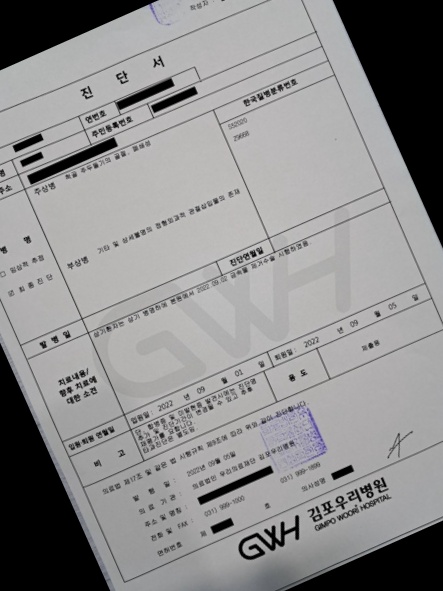 작성자 :
진 단 서
연번호
주민등록번호
한국질병분류번호
주소
주상병 척골 주두돌기의 골절, 폐쇄성
S52020
Z9668
병 명
□ 임상적 추정
☑ 최종진단
부상병 기타 및 상세불명의 정형외과적 관절삽입물의 존재
발병일
진단연월일
치료내용/
향후 치료에
대한 소견
상기환자는 상기 병명하에 본원에서 2022.09.02 금속물 제거수술 시행하였음.
입원·퇴원 연월일
입원일 : 2022 년 09 월 01 일
퇴원일 : 2022 년 09 월 05 일
비 고
용 도
제출용
의료법 제17조 및 같은 법 시행규칙 제9조에 따라 위와 같이 진단합니다.
발 행 일 : 2022년 09월 05일
의료기관 : 의료법인 우리의료재단 김포우리병원
주소 및 명칭 :
전화 및 FAX : (031) 999-1000 (031) 999-1899
면허번호 제 호 의사성명
GWH 김포우리병원
GIMPO WOORI HOSPITAL
GWH